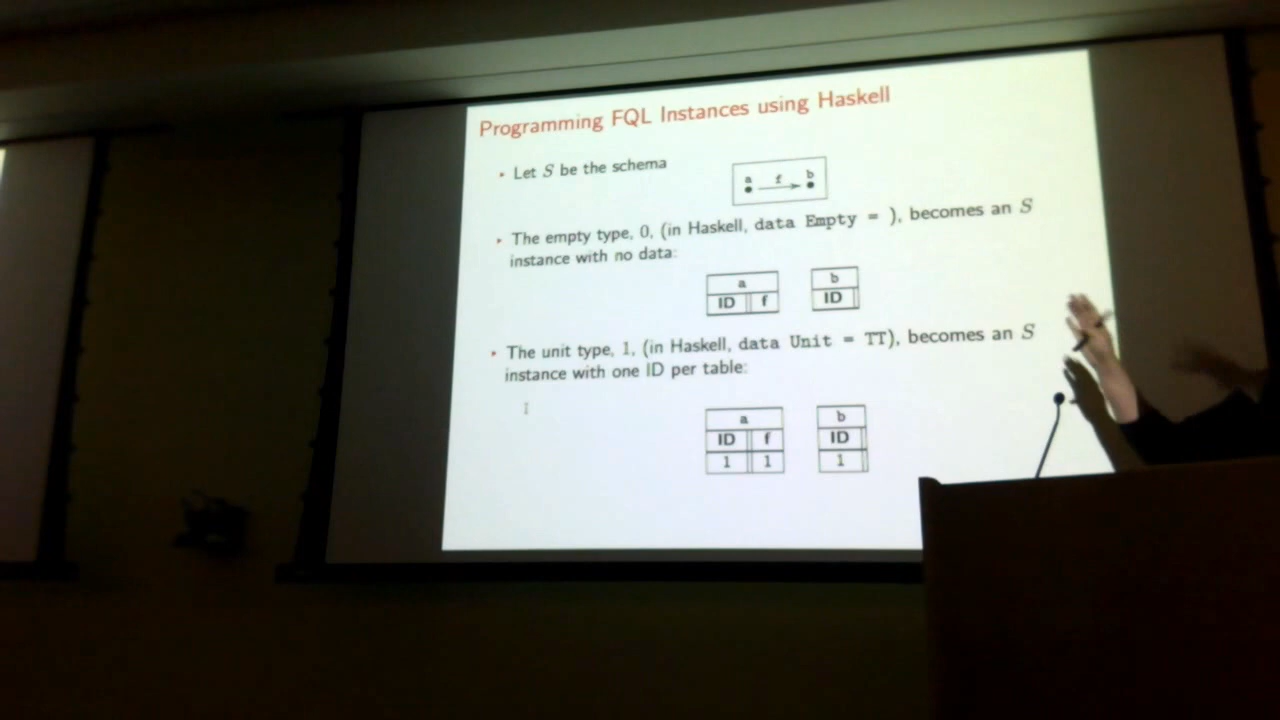 Programming FQL Instances using Haskell
▸ Let S be the schema
a f b
▸ The empty type, 0, (in Haskell, data Empty = ), becomes an S
instance with no data:
a b
ID f ID
▸ The unit type, 1, (in Haskell, data Unit = TT), becomes an S
instance with one ID per table:
a b
ID f ID
1 1 1